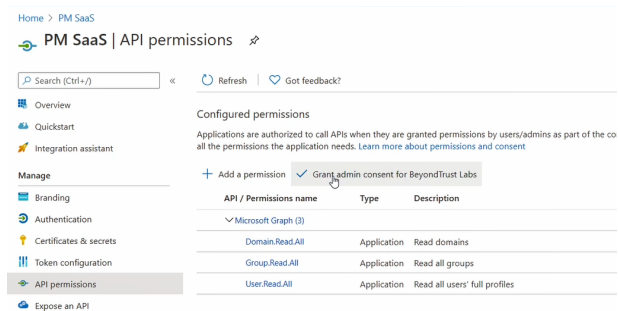 Home > PM SaaS
PM SaaS | API permissions
Search (Ctrl+/)
«
Refresh
Got feedback?
Overview
Quickstart
Integration assistant
Manage
Branding
Authentication
Certificates & secrets
Token configuration
API permissions
Expose an API
Configured permissions
Applications are authorized to call APIs when they are granted permissions by users/admins as part of the
all the permissions the application needs. Learn more about permissions and consent
Add a permission
Grant admin consent for BeyondTrust Labs
API / Permissions name Type Description
Microsoft Graph (3)
Domain.Read.All Application Read domains
Group.Read.All Application Read all groups
User.Read.All Application Read all users' full profiles